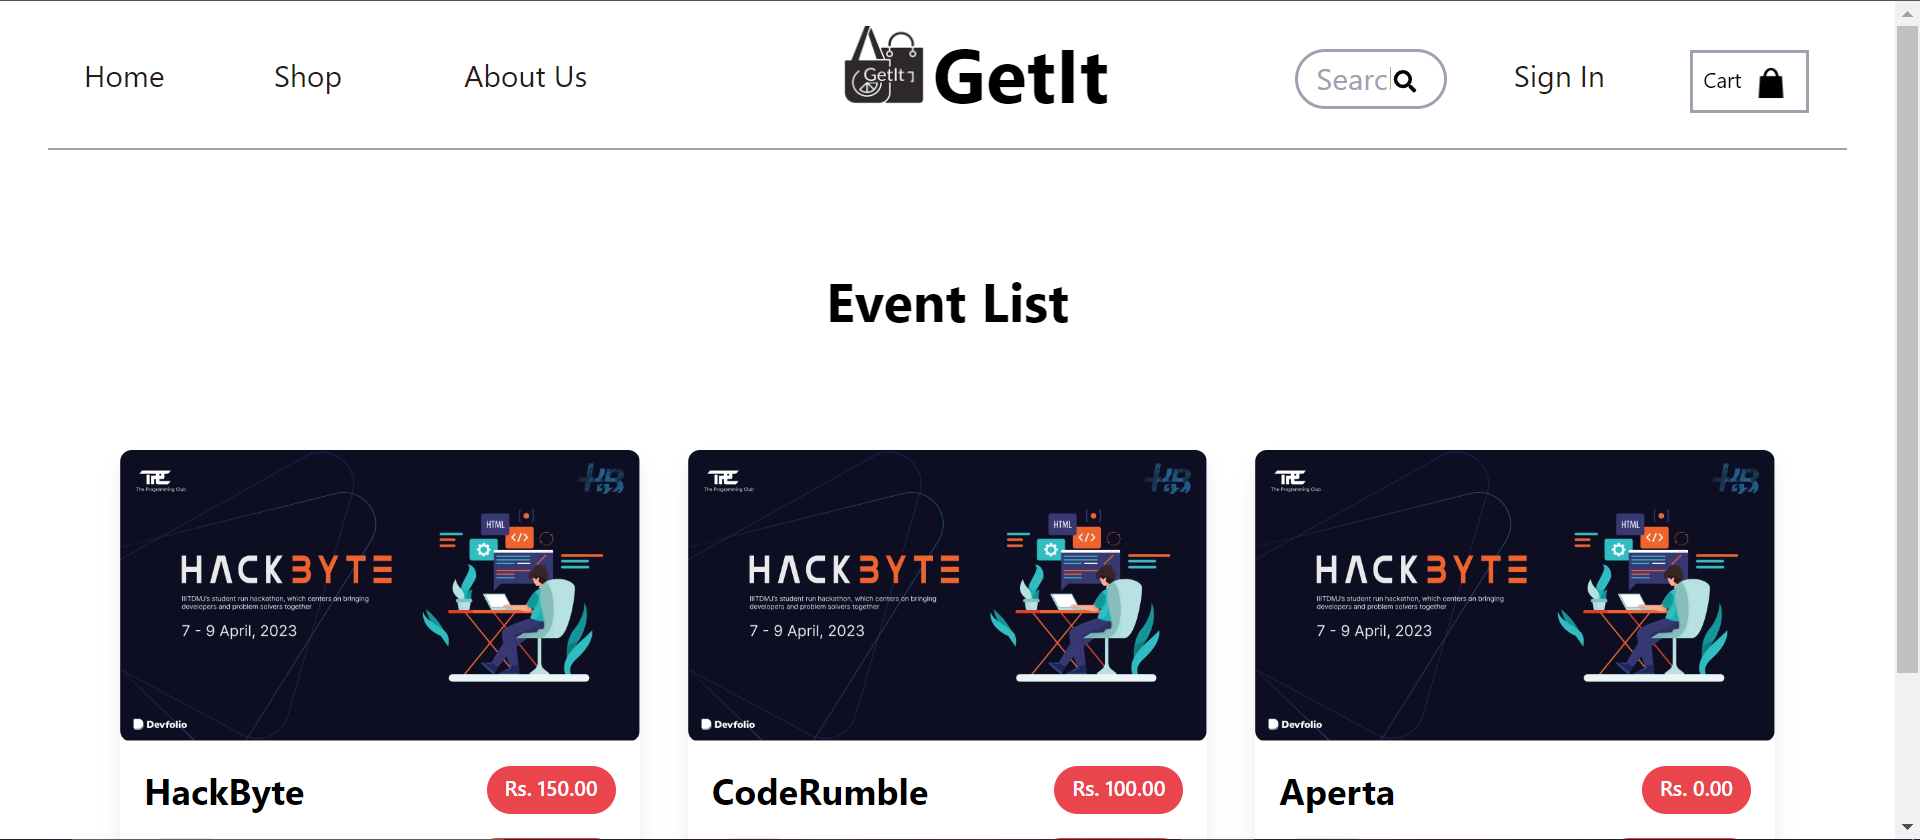 Home Shop About Us GetIt GetIt Searc Sign In Cart
Event List
TPC
The Programming Club
HB
HTML
</>
HACKBYTE
IIITDMJ's student run hackathon, which centers on bringing
developers and problem solvers together
7 - 9 April, 2023
Devfolio
HackByte Rs. 150.00
TPC
The Programming Club
HB
HTML
</>
HACKBYTE
IIITDMJ's student run hackathon, which centers on bringing
developers and problem solvers together
7 - 9 April, 2023
Devfolio
CodeRumble Rs. 100.00
TPC
The Programming Club
HB
HTML
</>
HACKBYTE
IIITDMJ's student run hackathon, which centers on bringing
developers and problem solvers together
7 - 9 April, 2023
Devfolio
Aperta Rs. 0.00